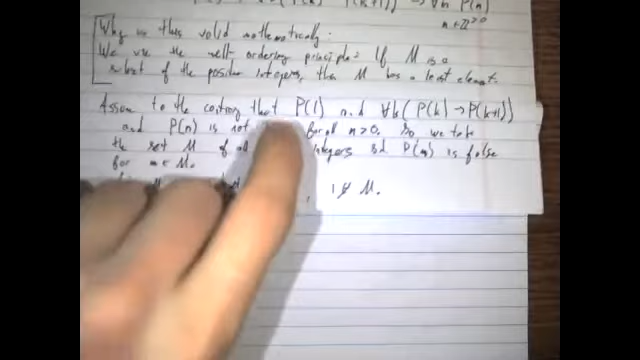 ∀n P(n)
n ∈ ℤ>0
Why is this valid mathematically:
We use the well-ordering principle: If M is a
subset of the positive integers, then M has a least element.
Assume to the contrary that P(1) and ∀k (P(k) → P(k+1))
and P(n) is not for all n>0. So we take
the set M of integers st P(m) is false
for m ∈ M.
1 ∉ M.